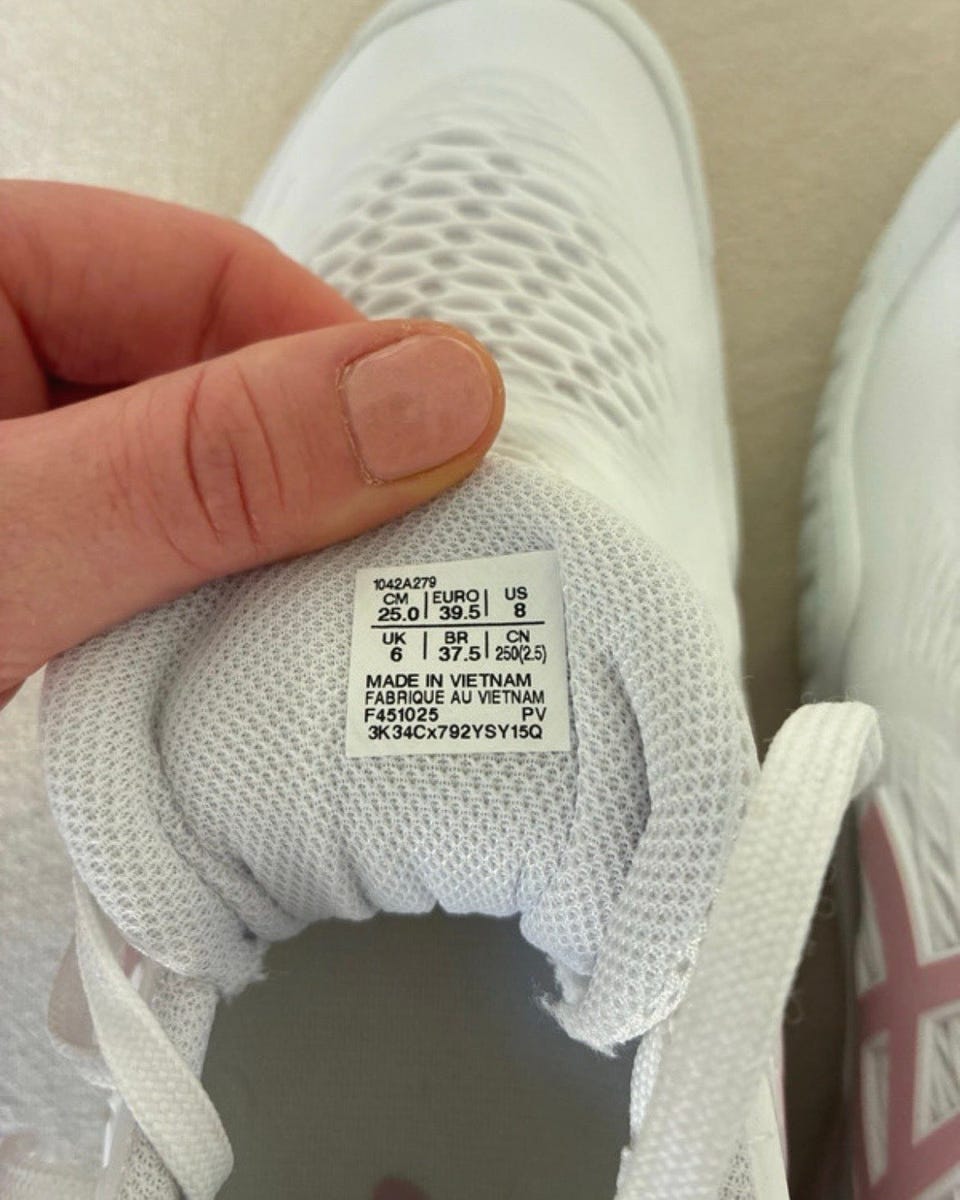 1042A279
CM EURO US
25.0 39.5 8
UK BR CN
6 37.5 250(2.5)
MADE IN VIETNAM
FABRIQUE AU VIETNAM
F451025 PV
3K34Cx792YSY15Q